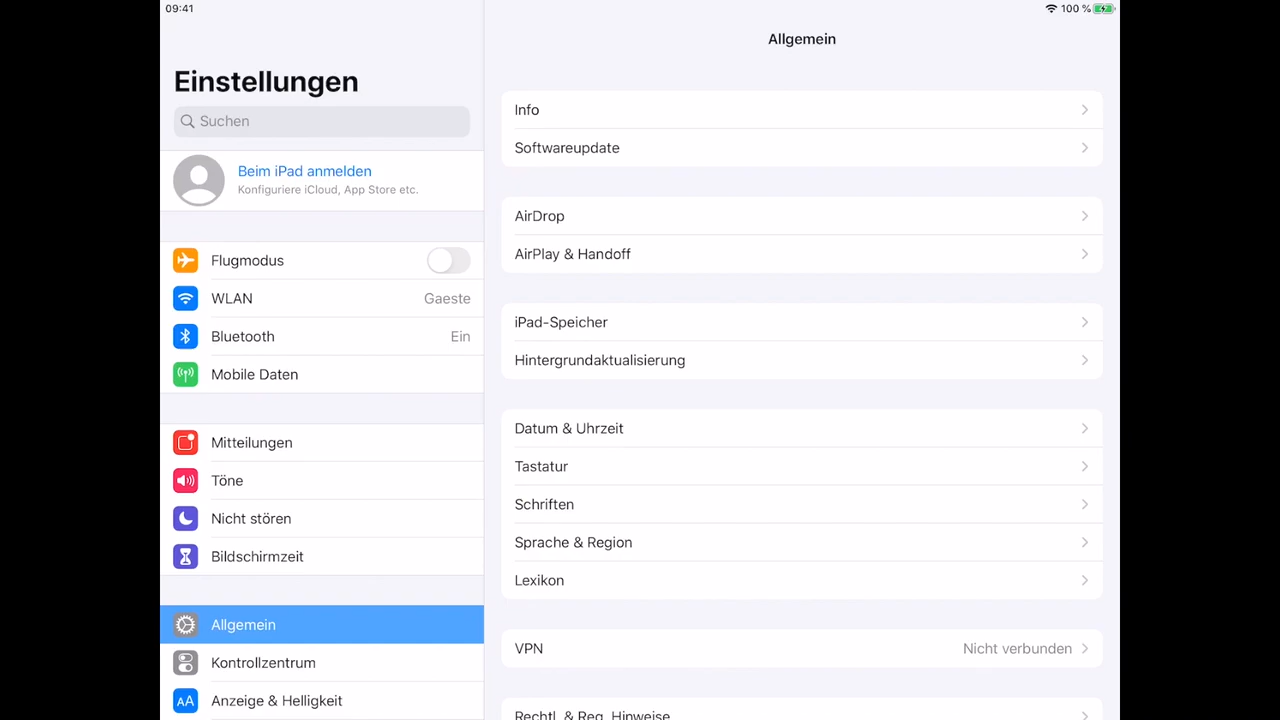 09:41
100 %
Einstellungen
Suchen
Beim iPad anmelden
Konfiguriere iCloud, App Store etc.
Flugmodus
WLAN Gaeste
Bluetooth Ein
Mobile Daten
Mitteilungen
Töne
Nicht stören
Bildschirmzeit
Allgemein
Kontrollzentrum
AA Anzeige & Helligkeit
Allgemein
Info
Softwareupdate
AirDrop
AirPlay & Handoff
iPad-Speicher
Hintergrundaktualisierung
Datum & Uhrzeit
Tastatur
Schriften
Sprache & Region
Lexikon
VPN Nicht verbunden
Rechtl. & Reg. Hinweise